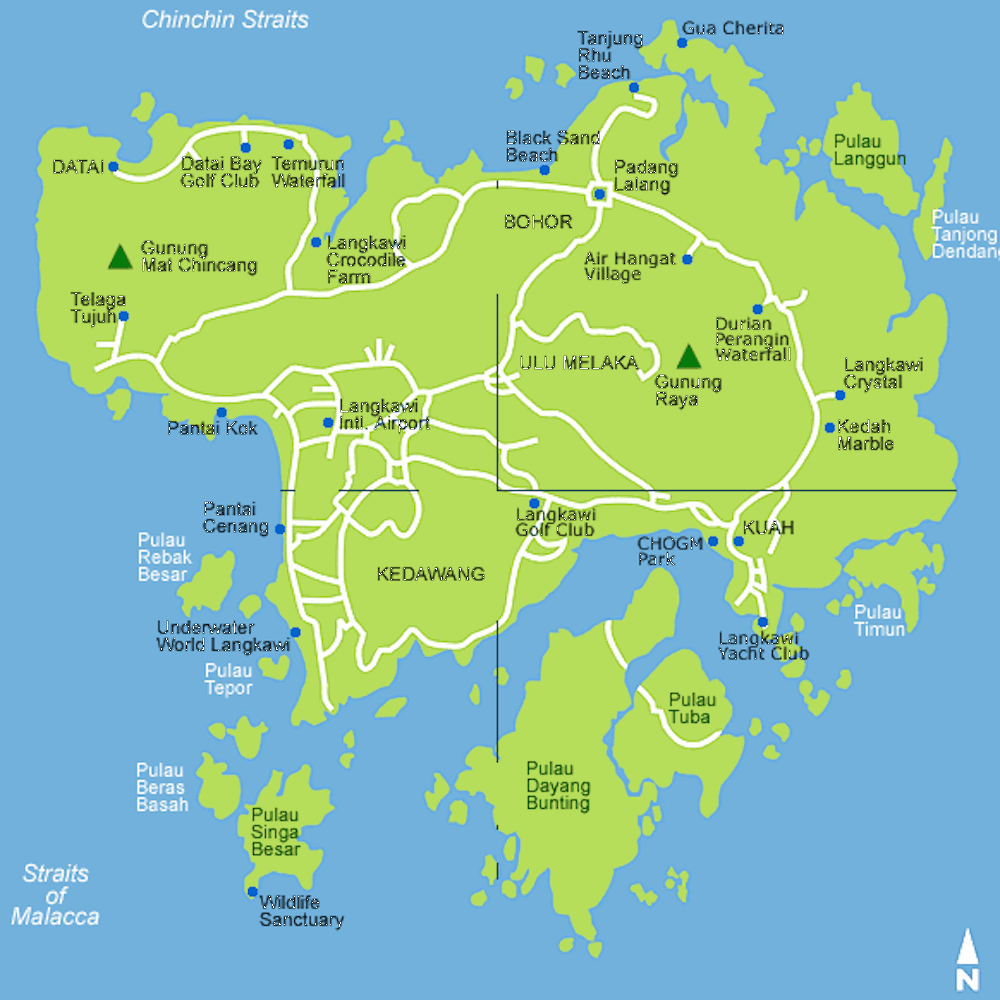 Chinchin Straits
Gua Cherita
Tanjung
Rhu
Beach
Black Sand
Beach
Pulau
Langgun
DATAI
Datai Bay
Golf Club
Temurun
Waterfall
Padang
Lalang
Pulau
Tanjong
Dendang
BOHOR
Gunung
Mat Chincang
Langkawi
Crocodile
Farm
Air Hangat
Village
Telaga
Tujuh
Durian
Perangin
Waterfall
ULU MELAKA
Gunung
Raya
Langkawi
Crystal
Langkawi
Intl. Airport
Pantai Kok
Kedah
Marble
Pantai
Cenang
Langkawi
Golf Club
KUAH
CHOGM
Park
Pulau
Rebak
Besar
KEDAWANG
Pulau
Timun
Underwater
World Langkawi
Langkawi
Yacht Club
Pulau
Tepor
Pulau
Tuba
Pulau
Beras
Basah
Pulau
Dayang
Bunting
Pulau
Singa
Besar
Straits
of
Malacca
Wildlife
Sanctuary
N